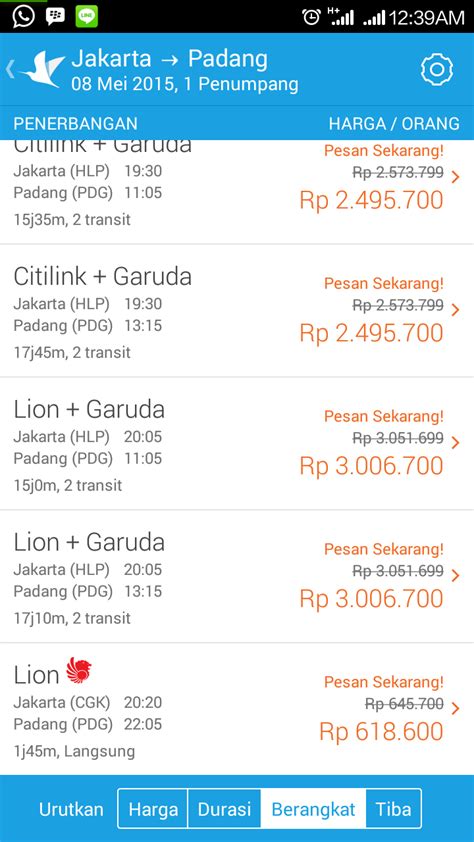 LINE
H+
12:39AM
Jakarta → Padang
08 Mei 2015, 1 Penumpang
PENERBANGAN
HARGA / ORANG
Citilink + Garuda
Pesan Sekarang!
Jakarta (HLP) 19:30
Rp 2.573.799
Padang (PDG) 11:05
Rp 2.495.700
15j35m, 2 transit
Citilink + Garuda
Pesan Sekarang!
Jakarta (HLP) 19:30
Rp 2.573.799
Padang (PDG) 13:15
Rp 2.495.700
17j45m, 2 transit
Lion + Garuda
Pesan Sekarang!
Jakarta (HLP) 20:05
Rp 3.051.699
Padang (PDG) 11:05
Rp 3.006.700
15j0m, 2 transit
Lion + Garuda
Pesan Sekarang!
Jakarta (HLP) 20:05
Rp 3.051.699
Padang (PDG) 13:15
Rp 3.006.700
17j10m, 2 transit
Lion
Pesan Sekarang!
Jakarta (CGK) 20:20
Rp 645.700
Padang (PDG) 22:05
Rp 618.600
1j45m, Langsung
Urutkan Harga Durasi Berangkat Tiba